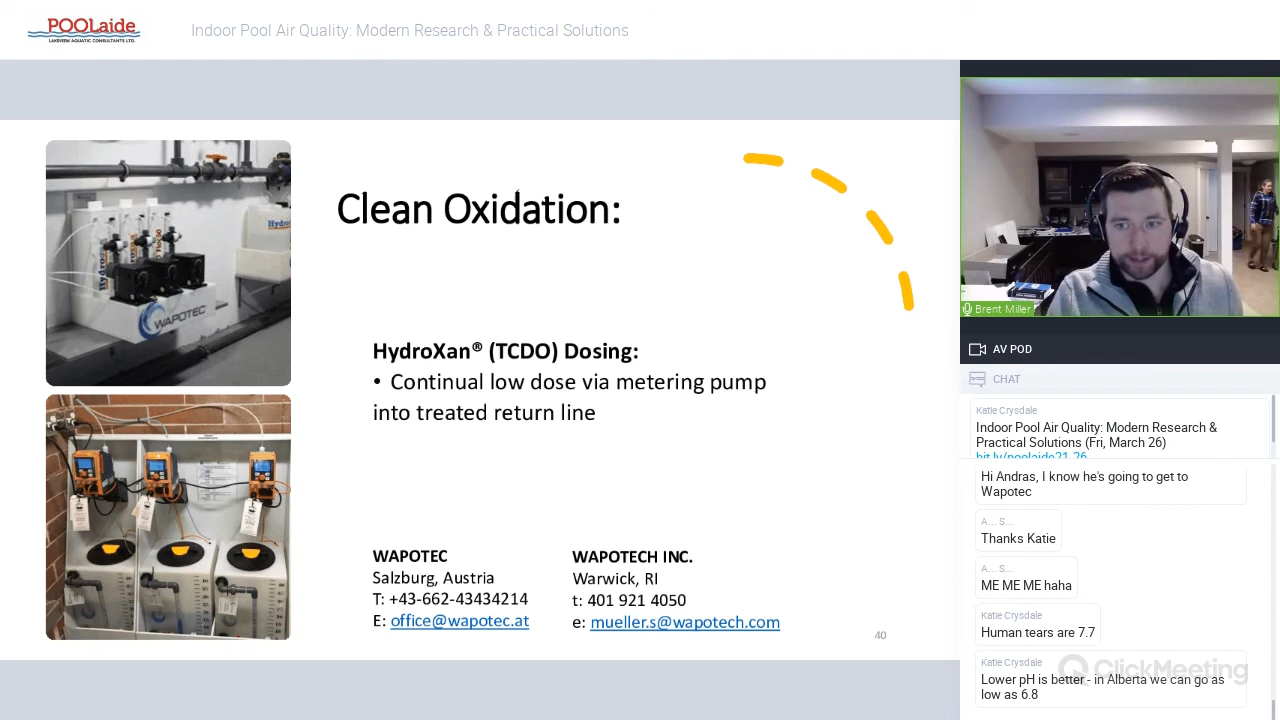 POOLaide
LAKEVIEW AQUATIC CONSULTANTS LTD.
Indoor Pool Air Quality: Modern Research & Practical Solutions
WAPOTEC
Clean Oxidation:
HydroXan® (TCDO) Dosing:
• Continual low dose via metering pump
into treated return line
WAPOTEC
Salzburg, Austria
T: +43-662-43434214
E: office@wapotec.at
WAPOTECH INC.
Warwick, RI
t: 401 921 4050
e: mueller.s@wapotech.com
40
Brent Miller
AV POD
CHAT
Katie Crysdale
Indoor Pool Air Quality: Modern Research &
Practical Solutions (Fri, March 26)
bit.ly/poolaide21-26
Hi Andras, I know he's going to get to
Wapotec
A... S...
Thanks Katie
A... S...
ME ME ME haha
Katie Crysdale
Human tears are 7.7
Katie Crysdale
Lower pH is better - in Alberta we can go as
low as 6.8
ClickMeeting